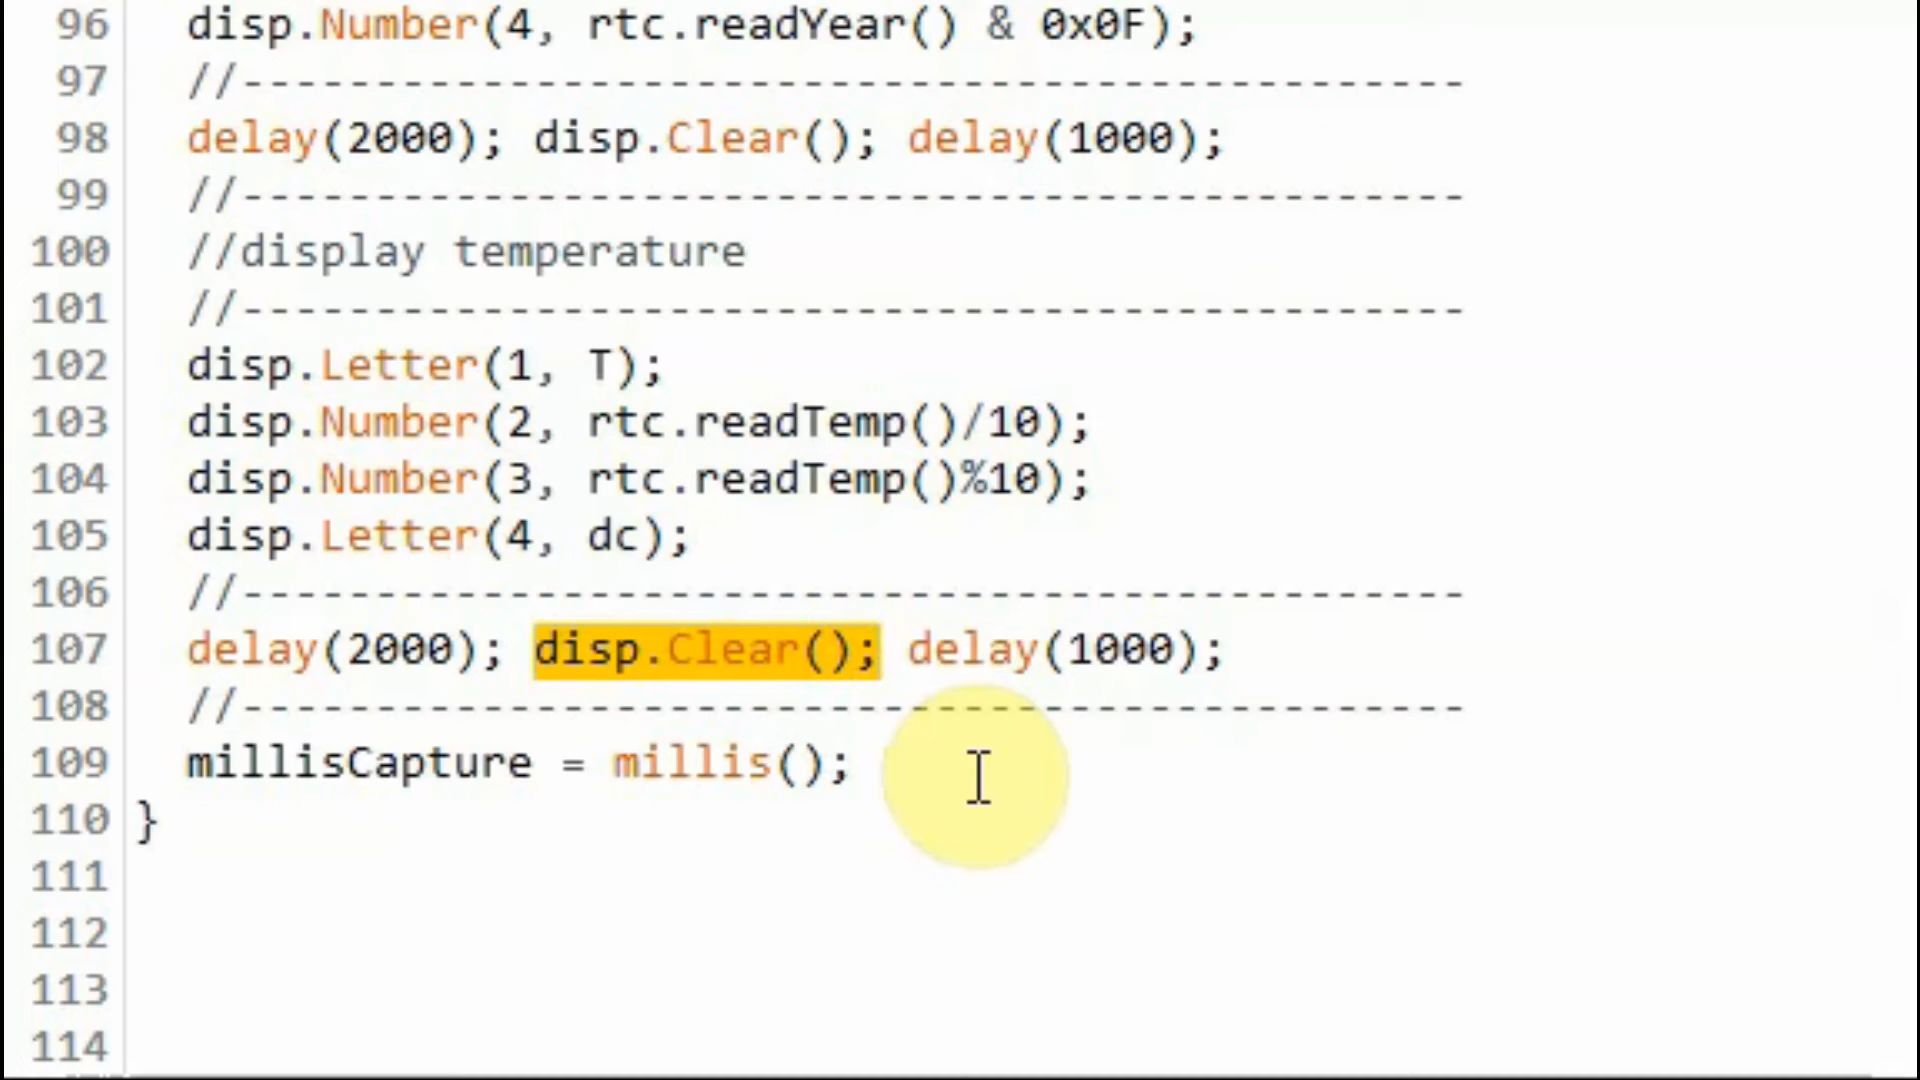 96 disp.Number(4, rtc.readYear() & 0x0F);
97 //----------------------------------------------
98 delay(2000); disp.Clear(); delay(1000);
99 //----------------------------------------------
100 //display temperature
101 //----------------------------------------------
102 disp.Letter(1, T);
103 disp.Number(2, rtc.readTemp()/10);
104 disp.Number(3, rtc.readTemp()%10);
105 disp.Letter(4, dc);
106 //----------------------------------------------
107 delay(2000); disp.Clear(); delay(1000);
108 //----------------------------------------------
109 millisCapture = millis();
110 }
111
112
113
114